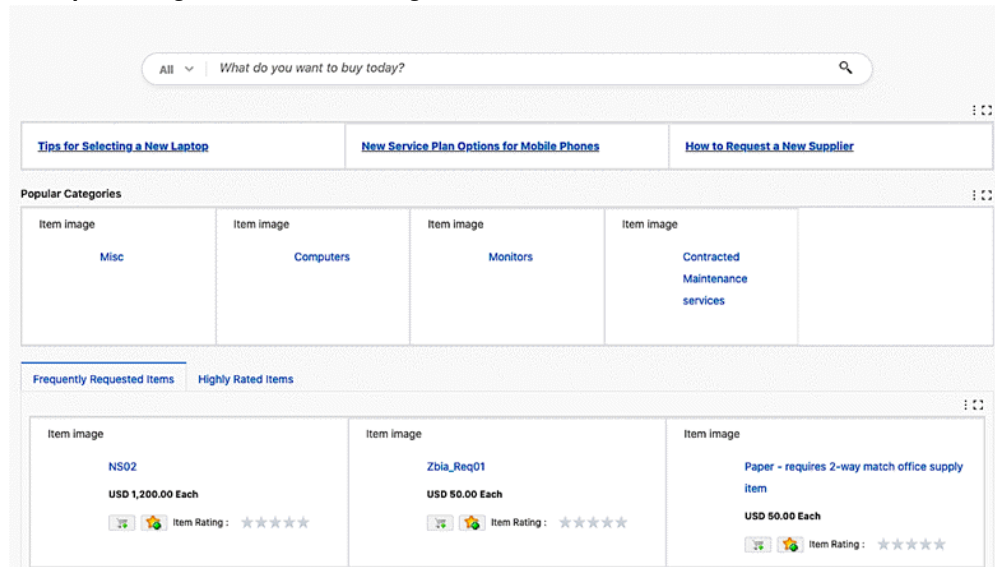 All What do you want to buy today?
Tips for Selecting a New Laptop
New Service Plan Options for Mobile Phones
How to Request a New Supplier
Popular Categories
Item image
Misc
Item image
Computers
Item image
Monitors
Item image
Contracted
Maintenance
services
Frequently Requested Items
Highly Rated Items
Item image
NS02
USD 1,200.00 Each
Item Rating :
Item image
Zbia_Req01
USD 50.00 Each
Item Rating :
Item image
Paper - requires 2-way match office supply
item
USD 50.00 Each
Item Rating :